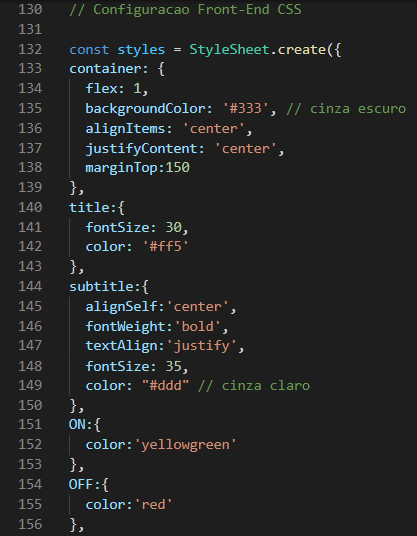 130 // Configuracao Front-End CSS
131
132 const styles = StyleSheet.create({
133 container: {
134 flex: 1,
135 backgroundColor: '#333', // cinza escuro
136 alignItems: 'center',
137 justifyContent: 'center',
138 marginTop:150
139 },
140 title:{
141 fontSize: 30,
142 color: '#ff5'
143 },
144 subtitle:{
145 alignSelf:'center',
146 fontWeight:'bold',
147 textAlign:'justify',
148 fontSize: 35,
149 color: "#ddd" // cinza claro
150 },
151 ON:{
152 color:'yellowgreen'
153 },
154 OFF:{
155 color:'red'
156 },